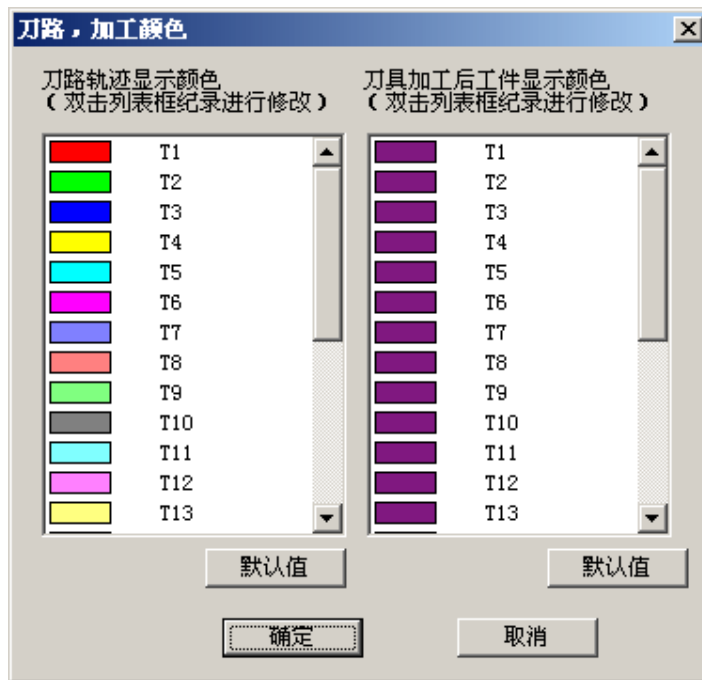 刀路，加工颜色
刀路轨迹显示颜色
（双击列表框纪录进行修改）
T1
T2
T3
T4
T5
T6
T7
T8
T9
T10
T11
T12
T13
默认值
刀具加工后工件显示颜色
（双击列表框纪录进行修改）
T1
T2
T3
T4
T5
T6
T7
T8
T9
T10
T11
T12
T13
默认值
确定
取消